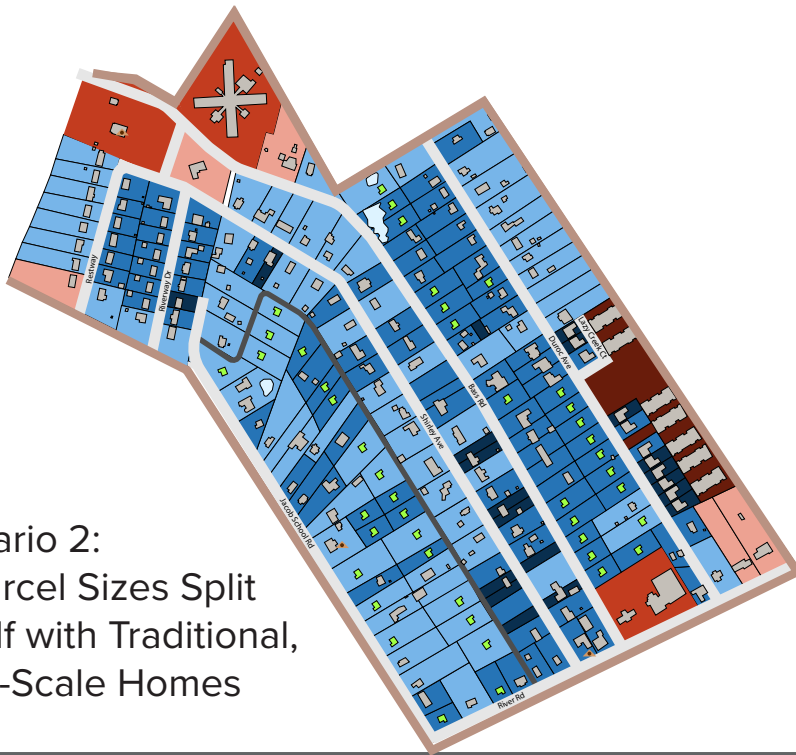 Restway
Riverway Dr
Lazy Creek Ct
Duroc Ave
Bass Rd
Shirley Ave
Jacob School Rd
River Rd
ario 2:
rcel Sizes Split
lf with Traditional,
-Scale Homes